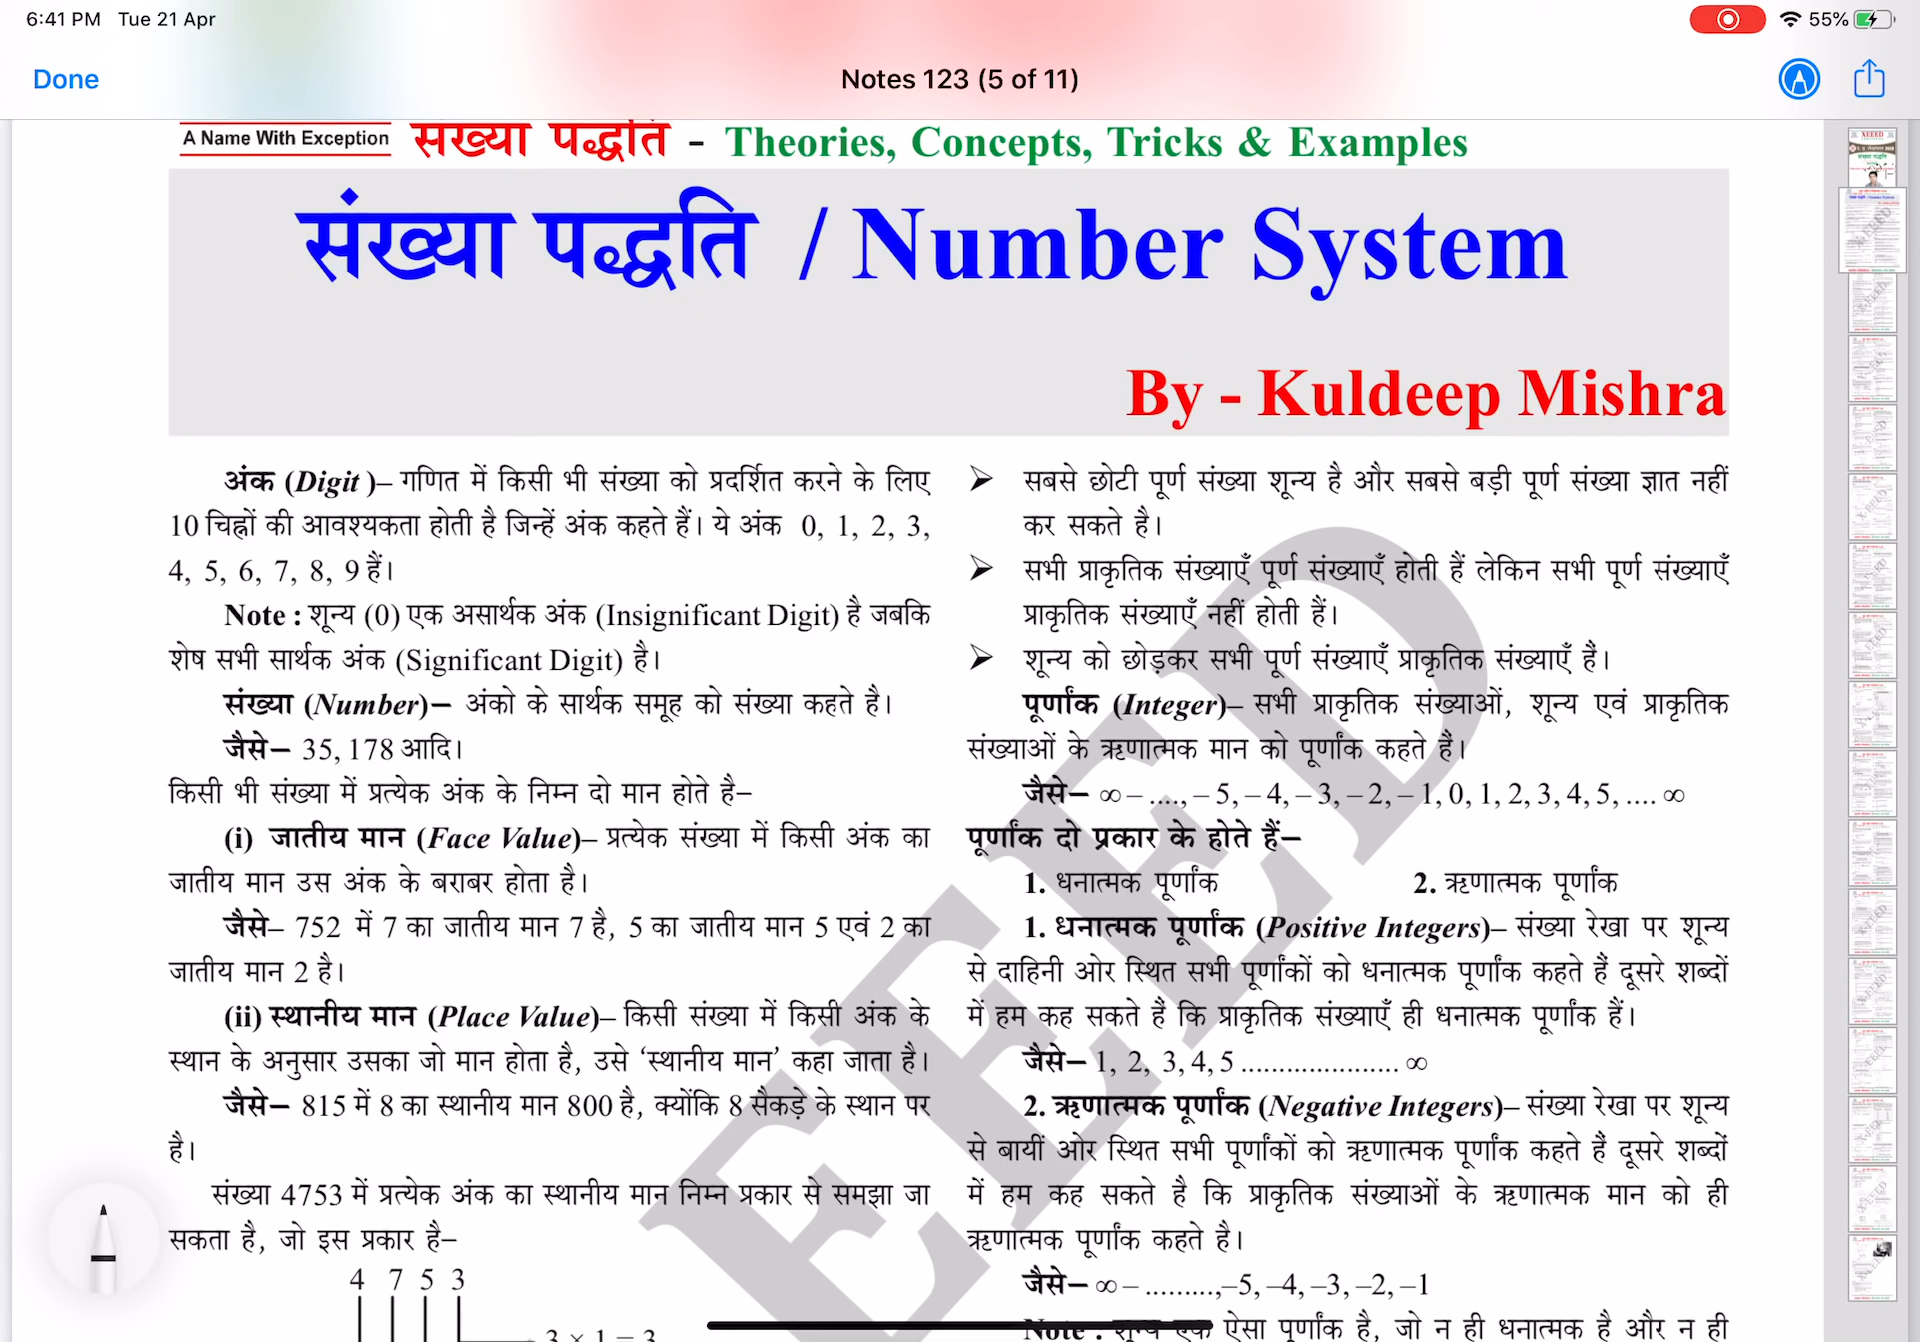 6:41 PM Tue 21 Apr
55%
Done
Notes 123 (5 of 11)
A Name With Exception
संख्या पद्धति - Theories, Concepts, Tricks & Examples
संख्या पद्धति / Number System
By - Kuldeep Mishra
अंक (Digit )– गणित में किसी भी संख्या को प्रदर्शित करने के लिए
10 चिह्नों की आवश्यकता होती है जिन्हें अंक कहते हैं। ये अंक 0, 1, 2, 3,
4, 5, 6, 7, 8, 9 हैं।
Note : शून्य (0) एक असार्थक अंक (Insignificant Digit) है जबकि
शेष सभी सार्थक अंक (Significant Digit) है।
संख्या (Number)– अंको के सार्थक समूह को संख्या कहते है।
जैसे– 35, 178 आदि।
किसी भी संख्या में प्रत्येक अंक के निम्न दो मान होते है–
(i) जातीय मान (Face Value)– प्रत्येक संख्या में किसी अंक का
जातीय मान उस अंक के बराबर होता है।
जैसे– 752 में 7 का जातीय मान 7 है, 5 का जातीय मान 5 एवं 2 का
जातीय मान 2 है।
(ii) स्थानीय मान (Place Value)– किसी संख्या में किसी अंक के
स्थान के अनुसार उसका जो मान होता है, उसे ‘स्थानीय मान’ कहा जाता है।
जैसे– 815 में 8 का स्थानीय मान 800 है, क्योंकि 8 सैकड़े के स्थान पर
है।
संख्या 4753 में प्रत्येक अंक का स्थानीय मान निम्न प्रकार से समझा जा
सकता है, जो इस प्रकार है–
4 7 5 3
3 × 1 = 3
सबसे छोटी पूर्ण संख्या शून्य है और सबसे बड़ी पूर्ण संख्या ज्ञात नहीं
कर सकते है।
सभी प्राकृतिक संख्याएँ पूर्ण संख्याएँ होती हैं लेकिन सभी पूर्ण संख्याएँ
प्राकृतिक संख्याएँ नहीं होती हैं।
शून्य को छोड़कर सभी पूर्ण संख्याएँ प्राकृतिक संख्याएँ हैं।
पूर्णांक (Integer)– सभी प्राकृतिक संख्याओं, शून्य एवं प्राकृतिक
संख्याओं के ऋणात्मक मान को पूर्णांक कहते हैं।
जैसे– ∞ – ...., – 5, – 4, – 3, – 2, – 1, 0, 1, 2, 3, 4, 5, .... ∞
पूर्णांक दो प्रकार के होते हैं–
1. धनात्मक पूर्णांक 2. ऋणात्मक पूर्णांक
1. धनात्मक पूर्णांक (Positive Integers)– संख्या रेखा पर शून्य
से दाहिनी ओर स्थित सभी पूर्णांकों को धनात्मक पूर्णांक कहते हैं दूसरे शब्दों
में हम कह सकते हैं कि प्राकृतिक संख्याएँ ही धनात्मक पूर्णांक हैं।
जैसे– 1, 2, 3, 4, 5 ..................... ∞
2. ऋणात्मक पूर्णांक (Negative Integers)– संख्या रेखा पर शून्य
से बायीं ओर स्थित सभी पूर्णांकों को ऋणात्मक पूर्णांक कहते हैं दूसरे शब्दों
में हम कह सकते है कि प्राकृतिक संख्याओं के ऋणात्मक मान को ही
ऋणात्मक पूर्णांक कहते है।
जैसे– ∞ – .........,–5, –4, –3, –2, –1
Note : शून्य एक ऐसा पूर्णांक है, जो न ही धनात्मक है और न ही
EEED